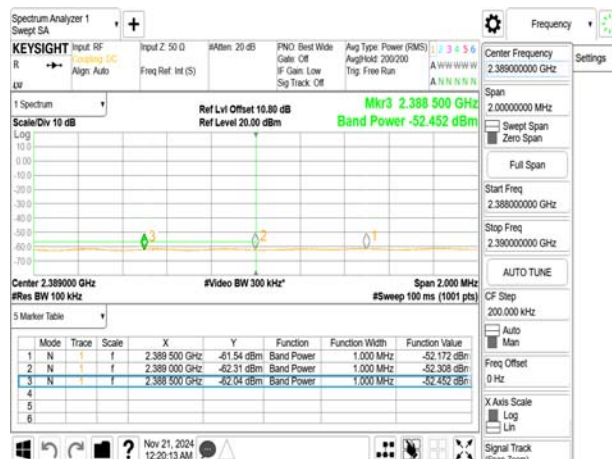 Spectrum Analyzer 1
Swept SA
+
Frequency
Settings
KEYSIGHT
R
Input: RF
Coupling: DC
Align: Auto
Input Z: 50 Ω
Freq Ref: Int (S)
#Atten: 20 dB
PNO: Best Wide
Gate: Off
IF Gain: Low
Sig Track: Off
Avg Type: Power (RMS)
Avg|Hold: 200/200
Trig: Free Run
1 2 3 4 5 6
A W W W W W
A N N N N N
1 Spectrum
Scale/Div 10 dB
Ref Lvl Offset 10.80 dB
Ref Level 20.00 dBm
Mkr3 2.388 500 GHz
Band Power -52.452 dBm
Log
10.0
0.00
-10.0
-20.0
-30.0
-40.0
-50.0
-60.0
-70.0
3
2
1
Center 2.389000 GHz
#Res BW 100 kHz
#Video BW 300 kHz*
Span 2.000 MHz
#Sweep 100 ms (1001 pts)
5 Marker Table
Mode Trace Scale X Y Function Function Width Function Value
1 N 1 f 2.389 500 GHz -61.54 dBm Band Power 1.000 MHz -52.172 dBm
2 N 1 f 2.389 000 GHz -62.31 dBm Band Power 1.000 MHz -52.308 dBm
3 N 1 f 2.388 500 GHz -62.04 dBm Band Power 1.000 MHz -52.452 dBm
4
5
6
Nov 21, 2024
12:20:13 AM
?
Center Frequency
2.389000000 GHz
Span
2.00000000 MHz
Swept Span
Zero Span
Full Span
Start Freq
2.388000000 GHz
Stop Freq
2.390000000 GHz
AUTO TUNE
CF Step
200.000 kHz
Auto
Man
Freq Offset
0 Hz
X Axis Scale
Log
Lin
Signal Track
(Span Zoom)